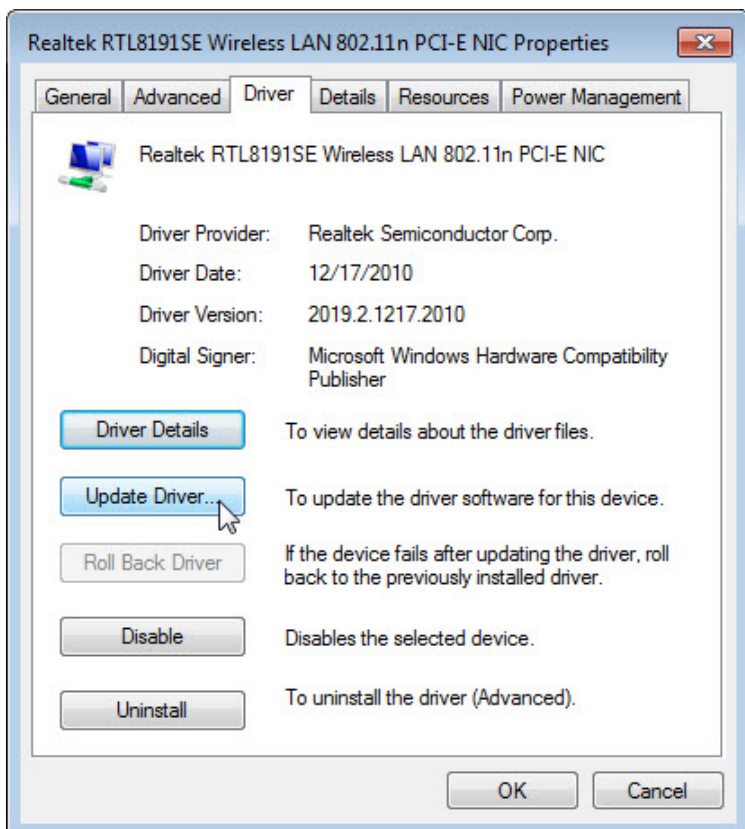 Realtek RTL8191SE Wireless LAN 802.11n PCI-E NIC Properties
General Advanced Driver Details Resources Power Management
Realtek RTL8191SE Wireless LAN 802.11n PCI-E NIC
Driver Provider: Realtek Semiconductor Corp.
Driver Date: 12/17/2010
Driver Version: 2019.2.1217.2010
Digital Signer: Microsoft Windows Hardware Compatibility
Publisher
Driver Details To view details about the driver files.
Update Driver... To update the driver software for this device.
Roll Back Driver If the device fails after updating the driver, roll
back to the previously installed driver.
Disable Disables the selected device.
Uninstall To uninstall the driver (Advanced).
OK Cancel